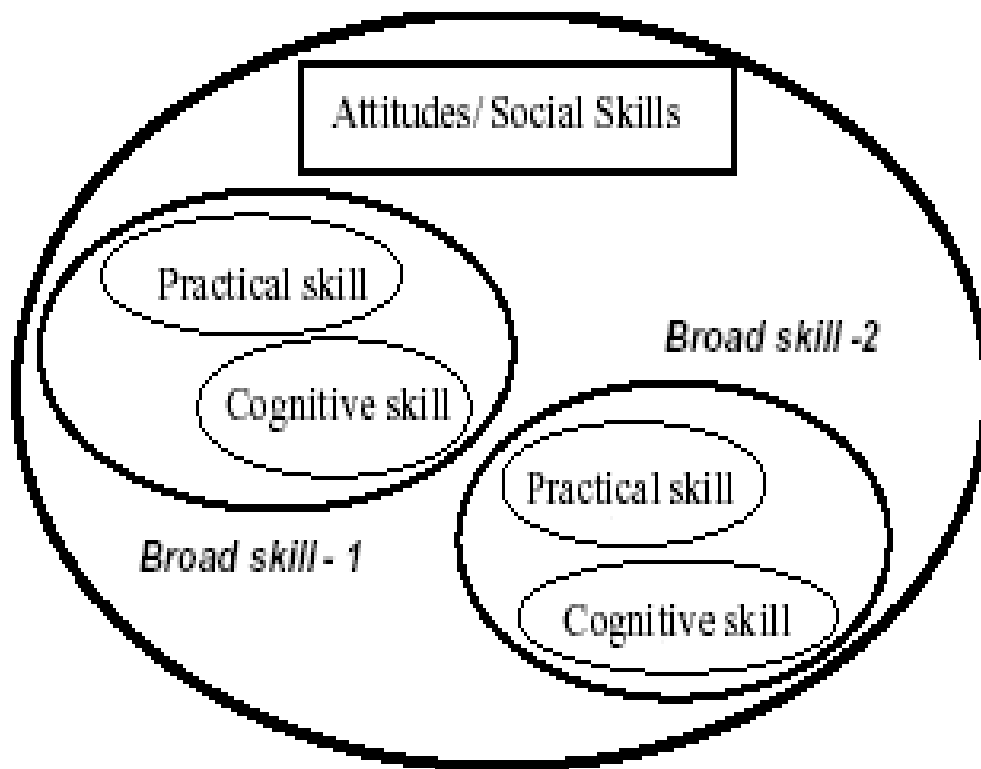 Attitudes/ Social Skills
Practical skill
Cognitive skill
Broad skill - 1
Broad skill -2
Practical skill
Cognitive skill